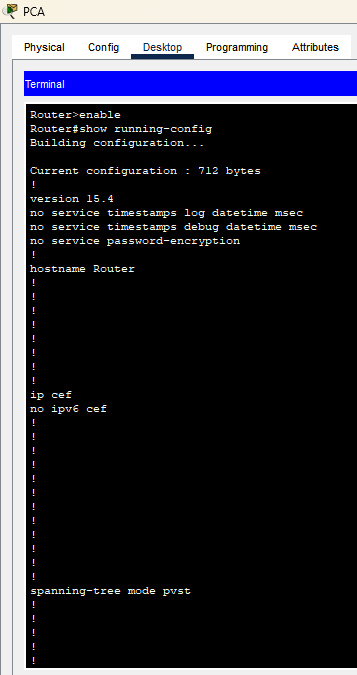 PCA
Physical Config Desktop Programming Attributes
Terminal
Router>enable
Router#show running-config
Building configuration...
Current configuration : 712 bytes
!
version 15.4
no service timestamps log datetime msec
no service timestamps debug datetime msec
no service password-encryption
!
hostname Router
!
!
!
!
!
!
!
!
ip cef
no ipv6 cef
!
!
!
!
!
!
!
!
!
!
!
!
spanning-tree mode pvst
!
!
!
!
!